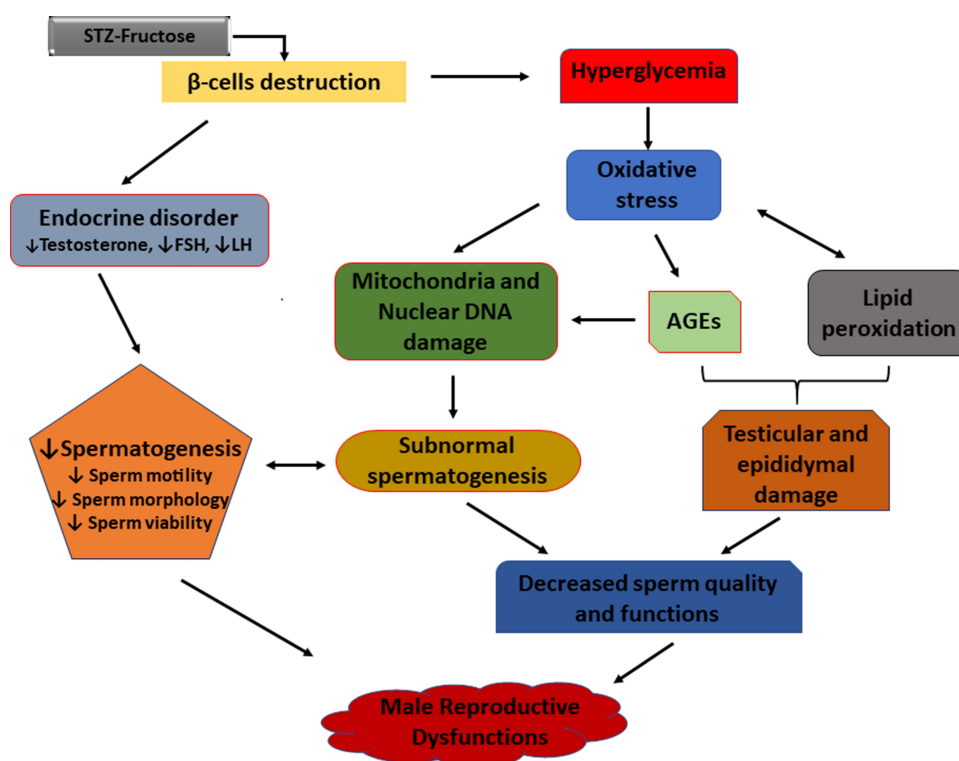 STZ-Fructose
β-cells destruction
Hyperglycemia
Oxidative
stress
Endocrine disorder
↓Testosterone, ↓FSH, ↓LH
Mitochondria and
Nuclear DNA
damage
AGEs
Lipid
peroxidation
↓Spermatogenesis
↓ Sperm motility
↓ Sperm morphology
↓ Sperm viability
Subnormal
spermatogenesis
Testicular and
epididymal
damage
Decreased sperm quality
and functions
Male Reproductive
Dysfunctions